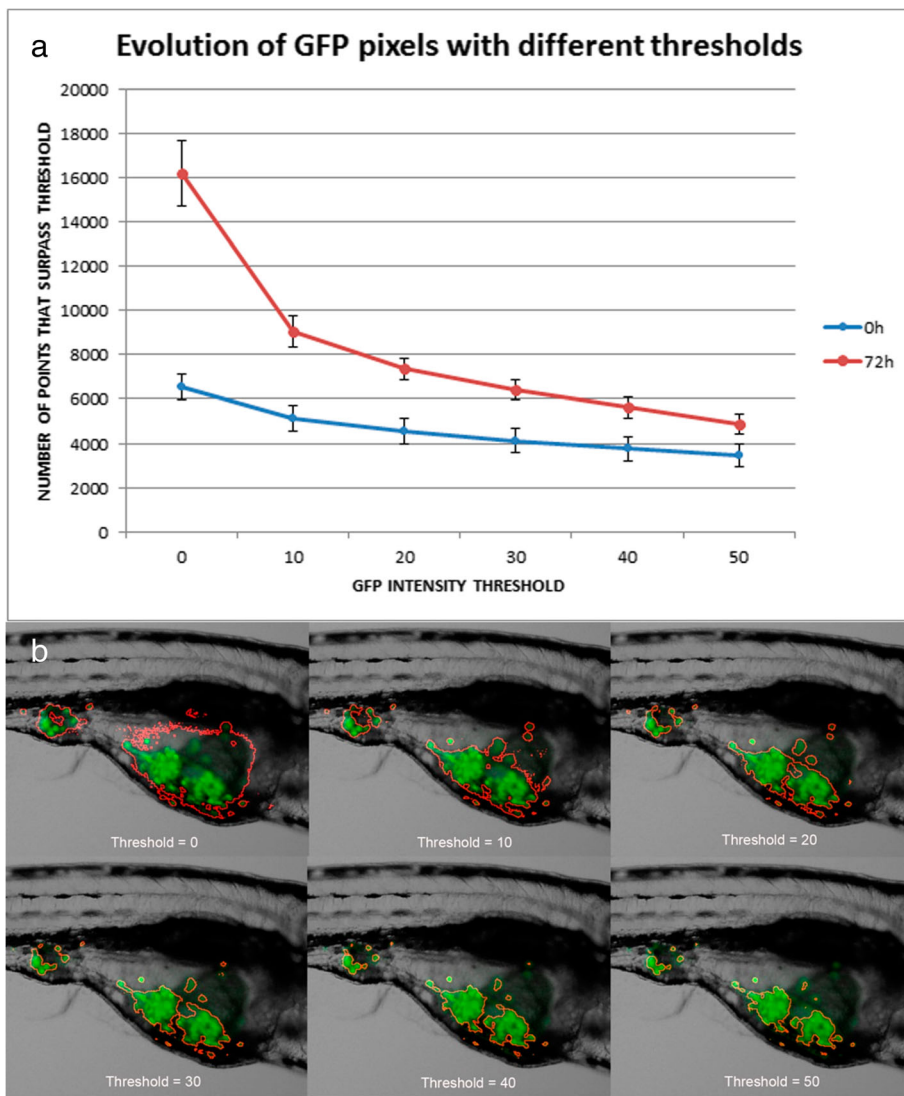 a
Evolution of GFP pixels with different thresholds
20000
18000
16000
14000
12000
10000
8000
6000
4000
2000
0
NUMBER OF POINTS THAT SURPASS THRESHOLD
0 10 20 30 40 50
GFP INTENSITY THRESHOLD
0h
72h
b
Threshold = 0
Threshold = 10
Threshold = 20
Threshold = 30
Threshold = 40
Threshold = 50